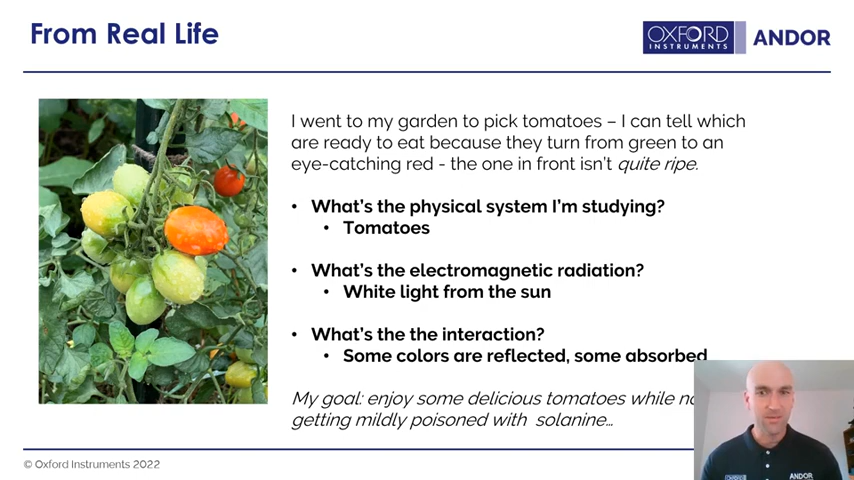 From Real Life
OXFORD
INSTRUMENTS
ANDOR
I went to my garden to pick tomatoes – I can tell which
are ready to eat because they turn from green to an
eye-catching red - the one in front isn't quite ripe.
• What's the physical system I'm studying?
• Tomatoes
• What's the electromagnetic radiation?
• White light from the sun
• What's the the interaction?
• Some colors are reflected, some absorbed
My goal: enjoy some delicious tomatoes while
getting mildly poisoned with solanine...
© Oxford Instruments 2022
ANDOR